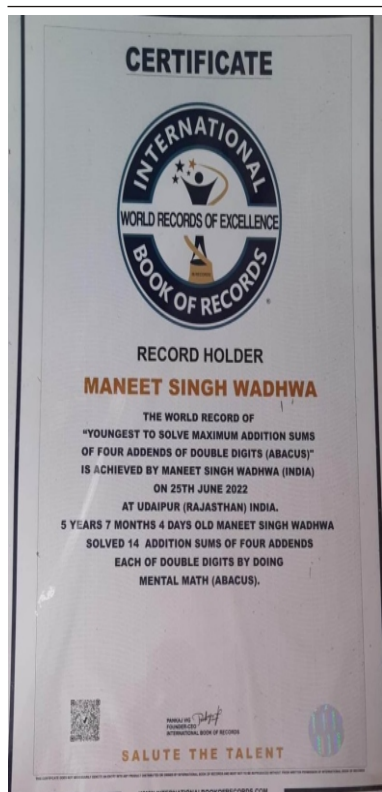 CERTIFICATE
INTERNATIONAL
WORLD RECORDS OF EXCELLENCE
BOOK OF RECORDS
RECORD HOLDER
MANEET SINGH WADHWA
THE WORLD RECORD OF
"YOUNGEST TO SOLVE MAXIMUM ADDITION SUMS
OF FOUR ADDENDS OF DOUBLE DIGITS (ABACUS)"
IS ACHIEVED BY MANEET SINGH WADHWA (INDIA)
ON 25TH JUNE 2022
AT UDAIPUR (RAJASTHAN) INDIA.
5 YEARS 7 MONTHS 4 DAYS OLD MANEET SINGH WADHWA
SOLVED 14 ADDITION SUMS OF FOUR ADDENDS
EACH OF DOUBLE DIGITS BY DOING
MENTAL MATH (ABACUS).
FOUNDER-CEO
INTERNATIONAL BOOK OF RECORDS
SALUTE THE TALENT